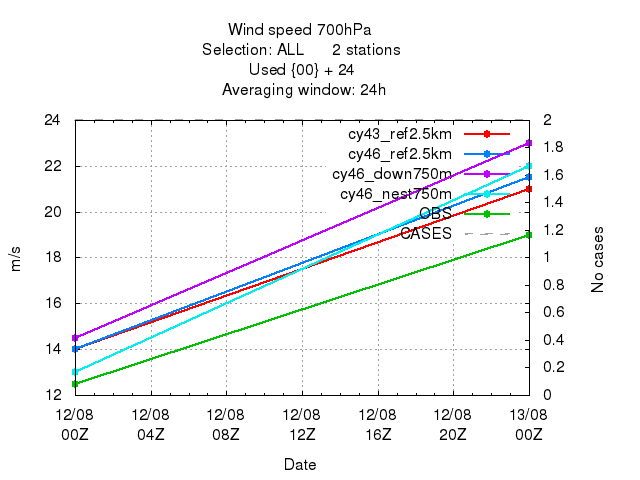 Wind speed 700hPa
Selection: ALL 2 stations
Used {00} + 24
Averaging window: 24h
24 2
cy43_ref2.5km
1.8
cy46_ref2.5km
22 1.6
cy46_down750m
cy46_nest750m
1.4
20 OBS
1.2
CASES
m/s 18 1 No cases
0.8
16
0.6
14 0.4
0.2
12 0
12/08 12/08 12/08 12/08 12/08 12/08 13/08
00Z 04Z 08Z 12Z 16Z 20Z 00Z
Date